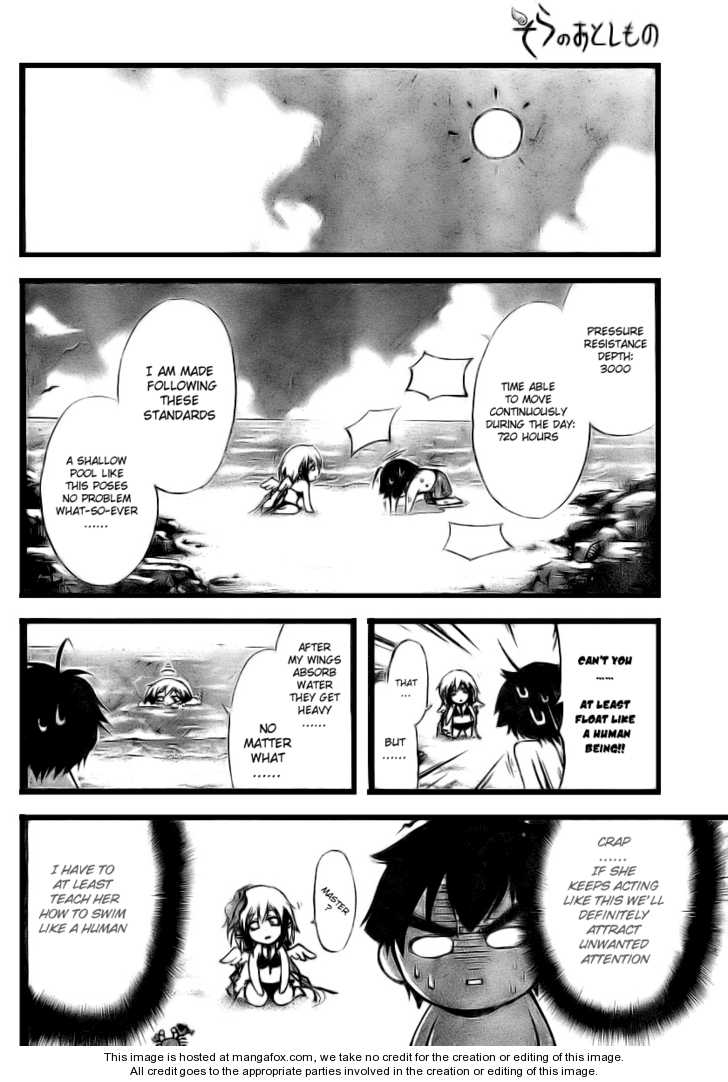 そらのおとしもの
PRESSURE
RESISTANCE
DEPTH:
3000
TIME ABLE
TO MOVE
CONTINUOUSLY
DURING THE DAY:
720 HOURS
I AM MADE
FOLLOWING
THESE
STANDARDS
A SHALLOW
POOL LIKE
THIS POSES
NO PROBLEM
WHAT-SO-EVER
......
CAN'T YOU
......
AT LEAST
FLOAT LIKE
A HUMAN
BEING!!
THAT
...
BUT
......
AFTER
MY WINGS
ABSORB
WATER
THEY GET
HEAVY
......
NO
MATTER
WHAT
......
CRAP
......
IF SHE
KEEPS ACTING
LIKE THIS WE'LL
DEFINITELY
ATTRACT
UNWANTED
ATTENTION
MASTER
?
I HAVE TO
AT LEAST
TEACH HER
HOW TO SWIM
LIKE A HUMAN
This image is hosted at mangafox.com, we take no credit for the creation or editing of this image.
All credit goes to the appropriate parties involved in the creation or editing of this image.